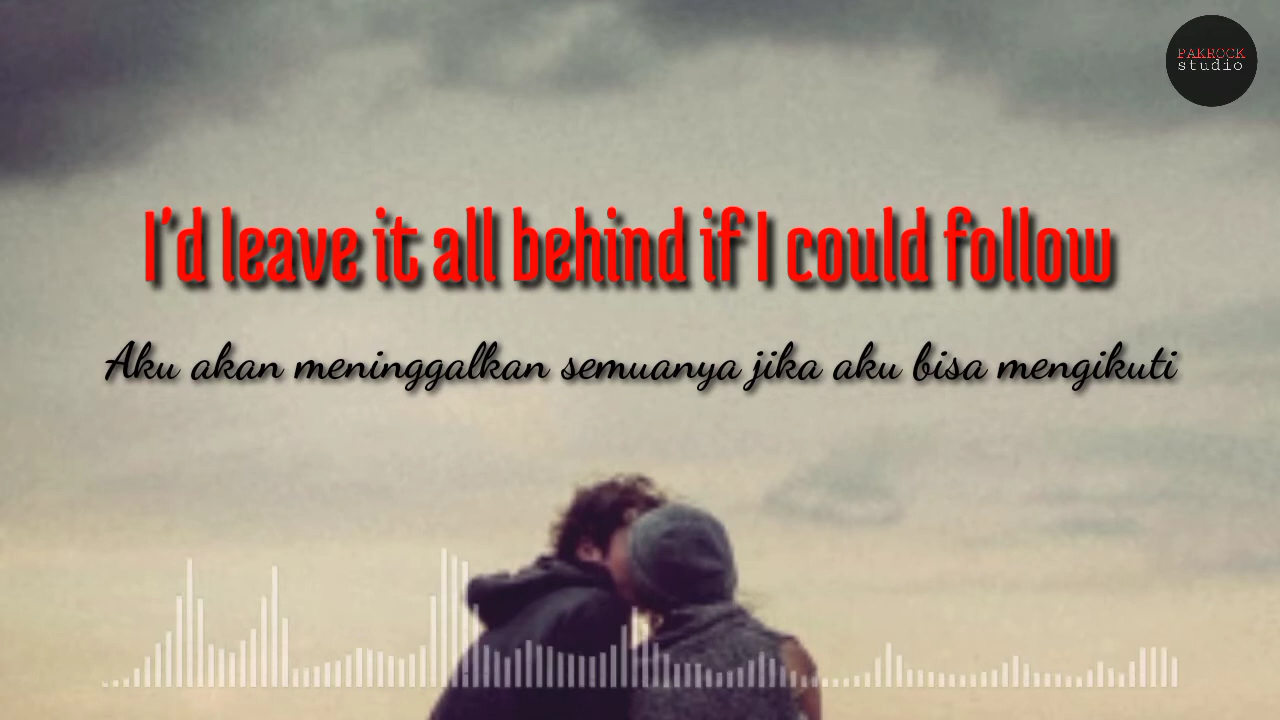 PAKROCK
studio
I'd leave it all behind if I could follow
Aku akan meninggalkan semuanya jika aku bisa mengikuti